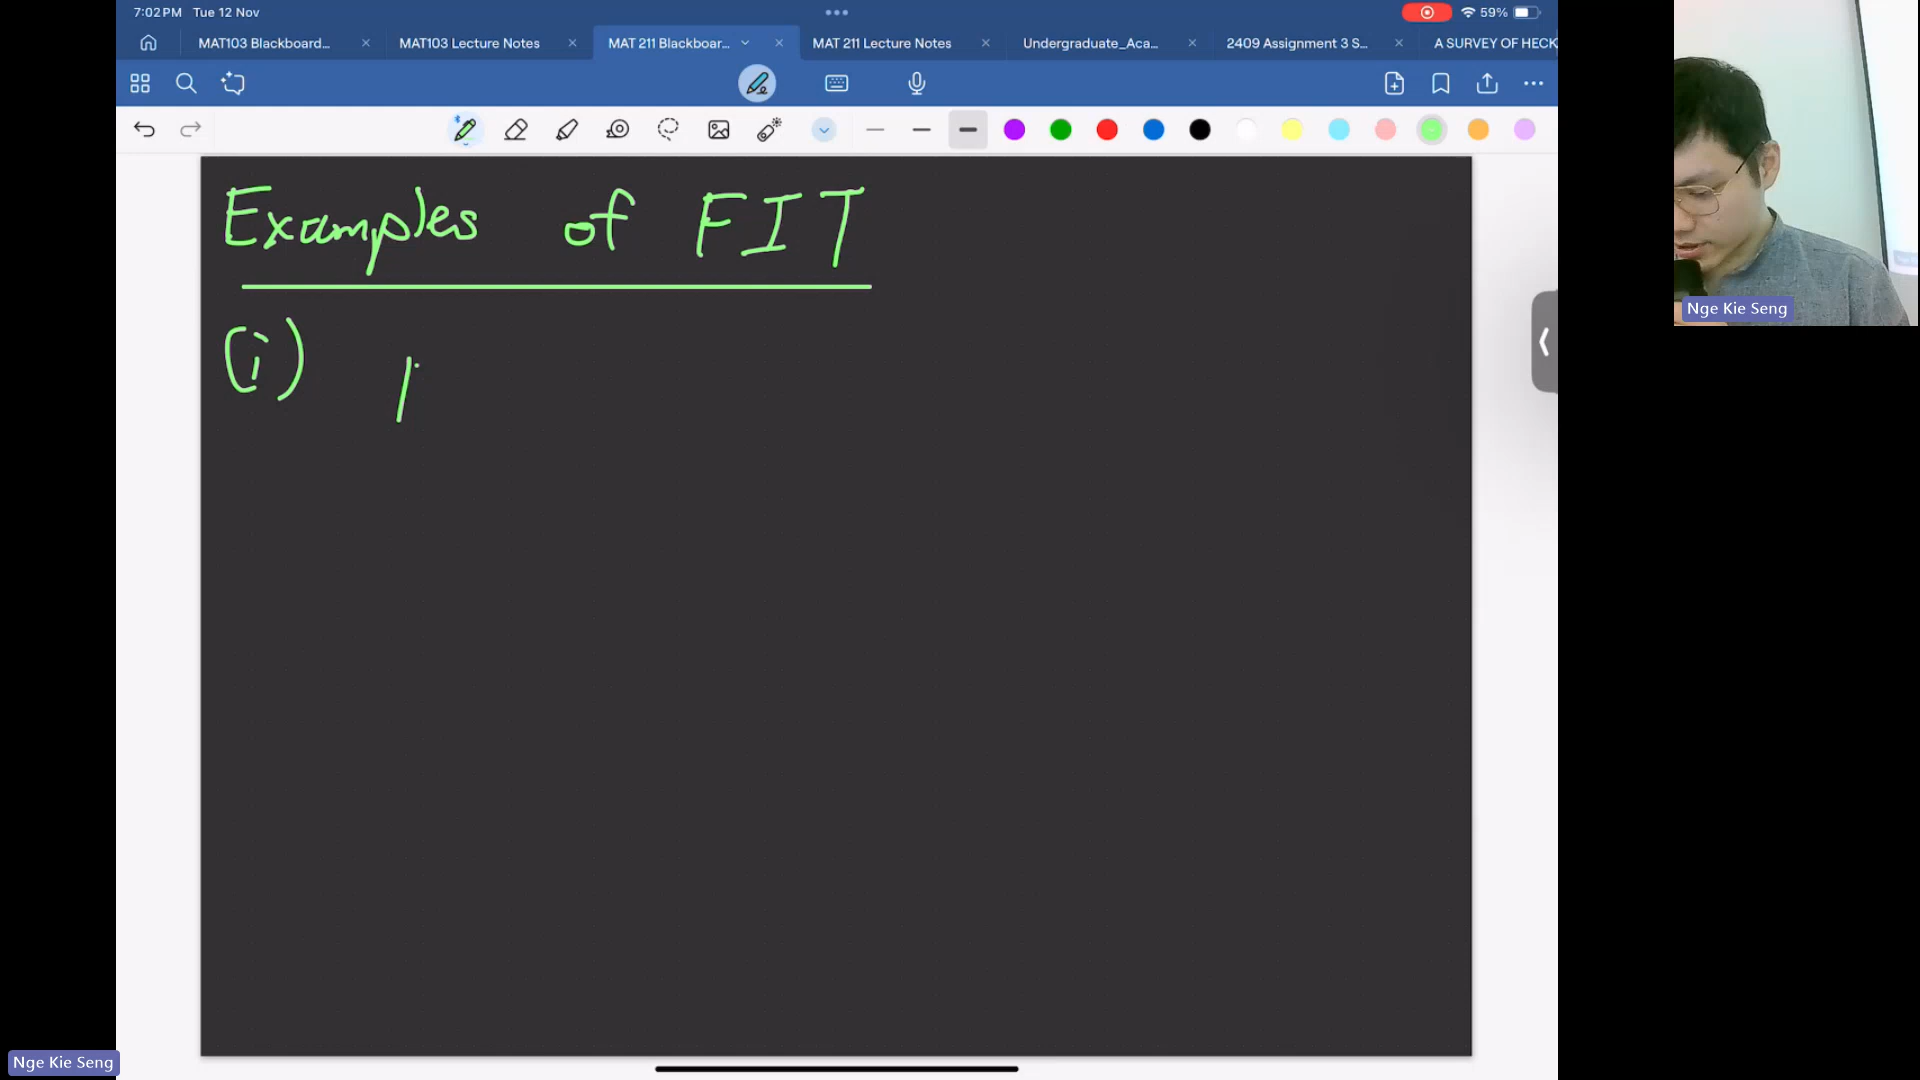 7:02 PM Tue 12 Nov
59%
MAT103 Blackboard...
MAT103 Lecture Notes
MAT 211 Blackboar...
MAT 211 Lecture Notes
Undergraduate_Aca...
2409 Assignment 3 S...
A SURVEY OF HECK
Examples of FIT
(i)
Nge Kie Seng
Nge Kie Seng